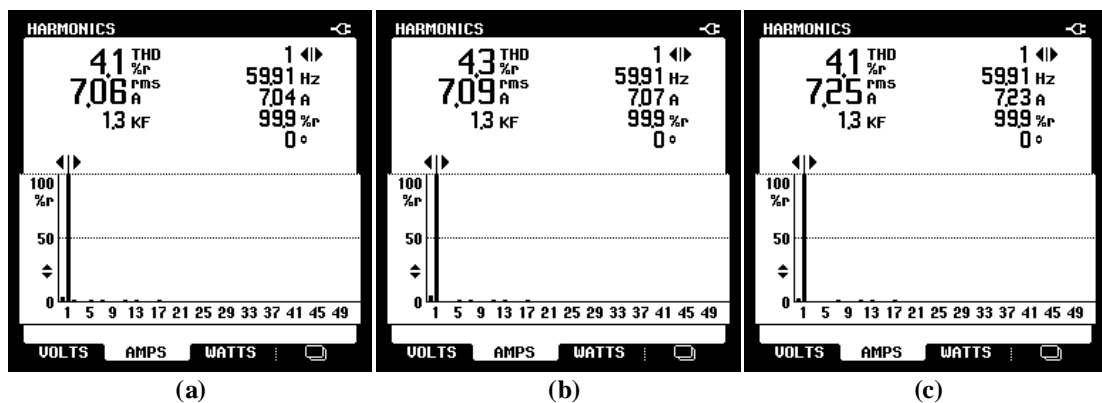 HARMONICS
4.1 THD %r
7.06 rms A
1.3 KF
1
59.91 Hz
7.04 A
99.9 %r
0 °
100
%r
50
0
1 5 9 13 17 21 25 29 33 37 41 45 49
VOLTS AMPS WATTS
(a)
HARMONICS
4.3 THD %r
7.09 rms A
1.3 KF
1
59.91 Hz
7.07 A
99.9 %r
0 °
100
%r
50
0
1 5 9 13 17 21 25 29 33 37 41 45 49
VOLTS AMPS WATTS
(b)
HARMONICS
4.1 THD %r
7.25 rms A
1.3 KF
1
59.91 Hz
7.23 A
99.9 %r
0 °
100
%r
50
0
1 5 9 13 17 21 25 29 33 37 41 45 49
VOLTS AMPS WATTS
(c)